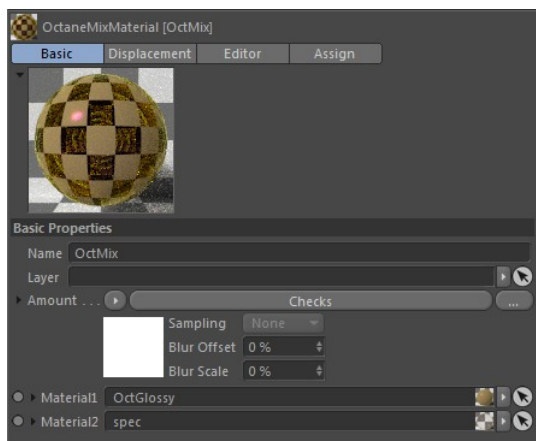 OctaneMixMaterial [OctMix]
Basic Displacement Editor Assign
Basic Properties
Name OctMix
Layer
Amount . . . Checks ...
Sampling None
Blur Offset 0 %
Blur Scale 0 %
Material1 OctGlossy
Material2 spec